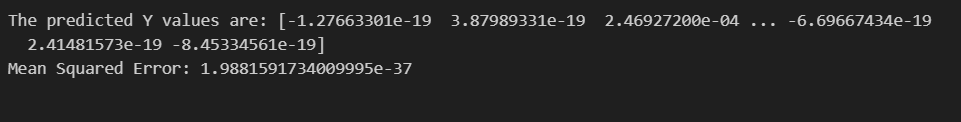 The predicted Y values are: [-1.27663301e-19  3.87989331e-19  2.46927200e-04 ... -6.69667434e-19
  2.41481573e-19 -8.45334561e-19]
Mean Squared Error: 1.9881591734009995e-37